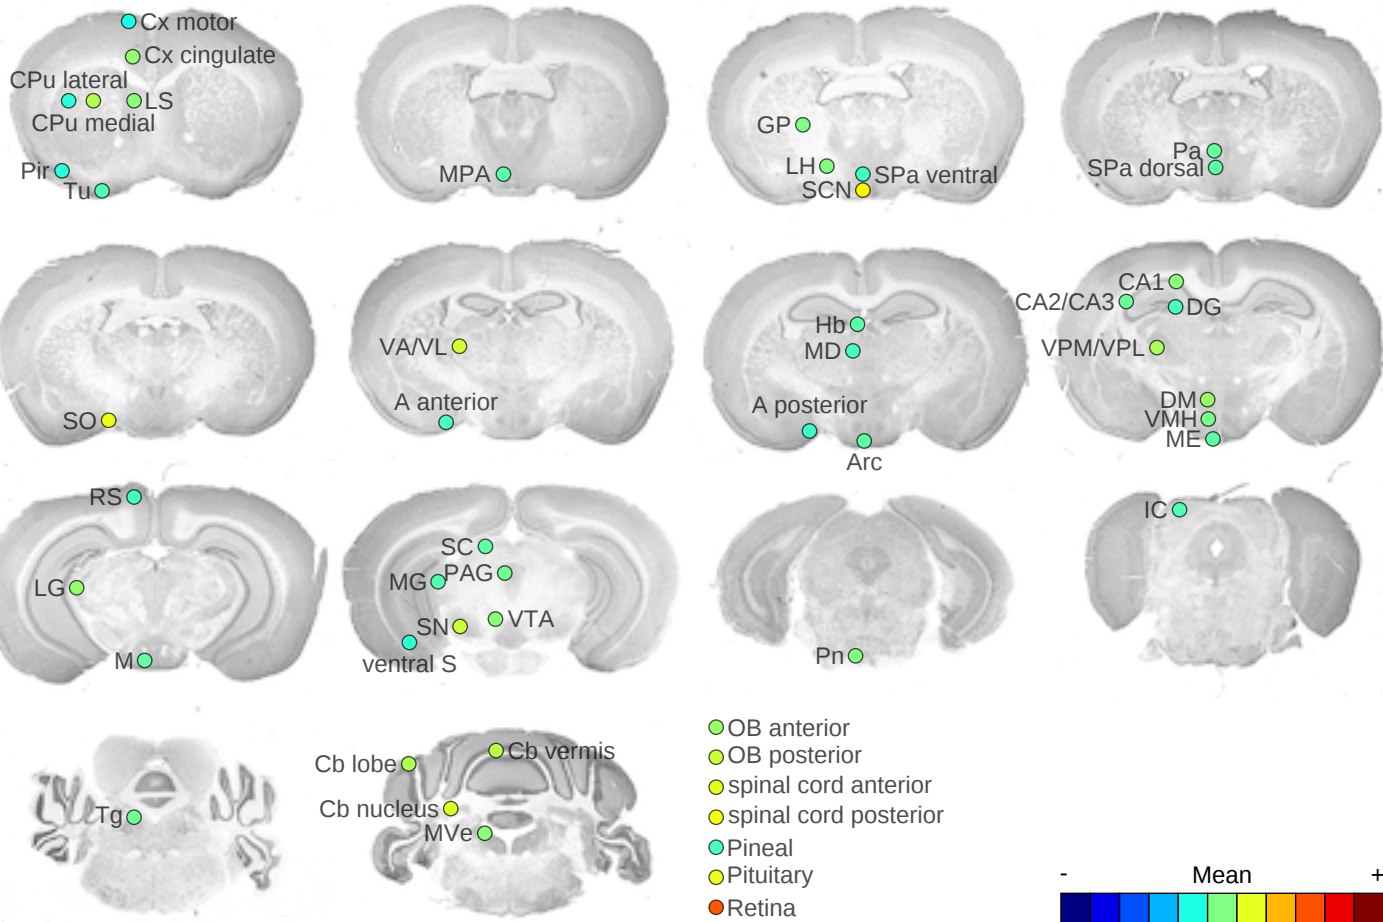 Cx motor
Cx cingulate
CPu lateral
LS
CPu medial
Pir
Tu
MPA
GP
LH
SPa ventral
SCN
Pa
SPa dorsal
SO
VA/VL
A anterior
Hb
MD
A posterior
Arc
CA1
CA2/CA3
DG
VPM/VPL
DM
VMH
ME
RS
LG
M
SC
MG
PAG
SN
VTA
ventral S
Pn
IC
Tg
Cb lobe
Cb vermis
Cb nucleus
MVe
OB anterior
OB posterior
spinal cord anterior
spinal cord posterior
Pineal
Pituitary
Retina
- Mean +